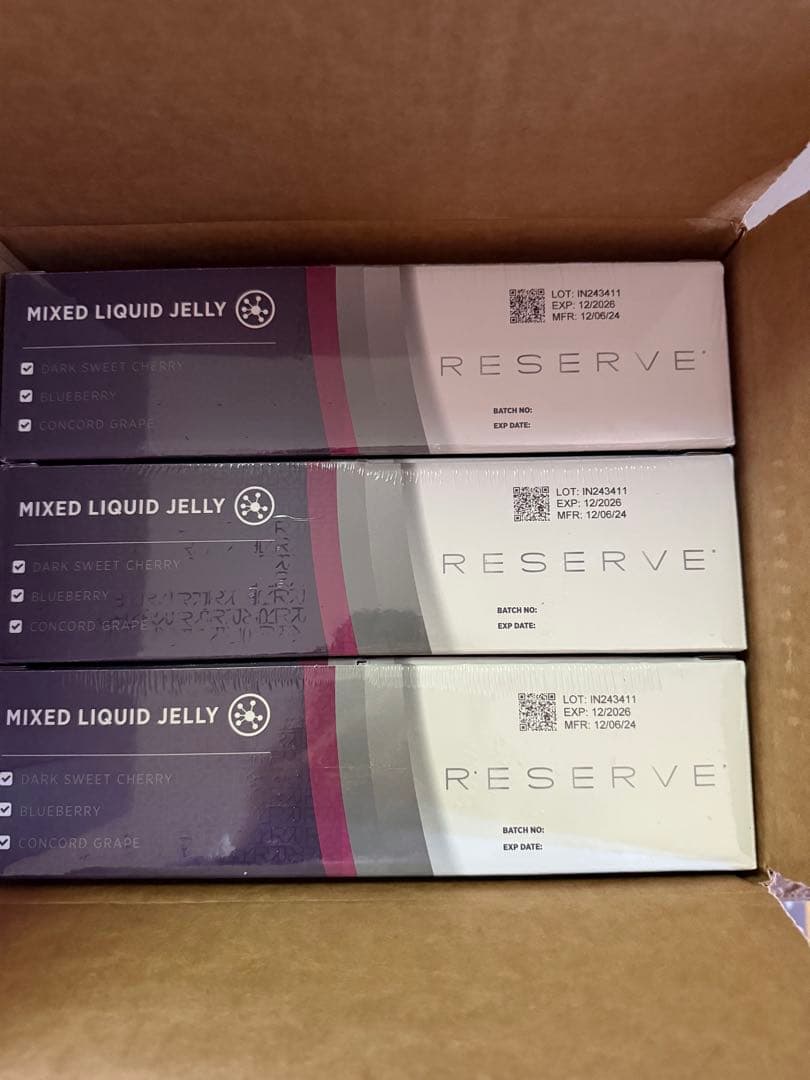 MIXED LIQUID JELLY
DARK SWEET CHERRY
BLUEBERRY
CONCORD GRAPE
LOT: IN243411
EXP: 12/2026
MFR: 12/06/24
RESERVE
BATCH NO:
EXP DATE:
MIXED LIQUID JELLY
DARK SWEET CHERRY
BLUEBERRY
CONCORD GRAPE
LOT: IN243411
EXP: 12/2026
MFR: 12/06/24
RESERVE
BATCH NO:
EXP DATE:
MIXED LIQUID JELLY
DARK SWEET CHERRY
BLUEBERRY
CONCORD GRAPE
LOT: IN243411
EXP: 12/2026
MFR: 12/06/24
RESERVE
BATCH NO:
EXP DATE: